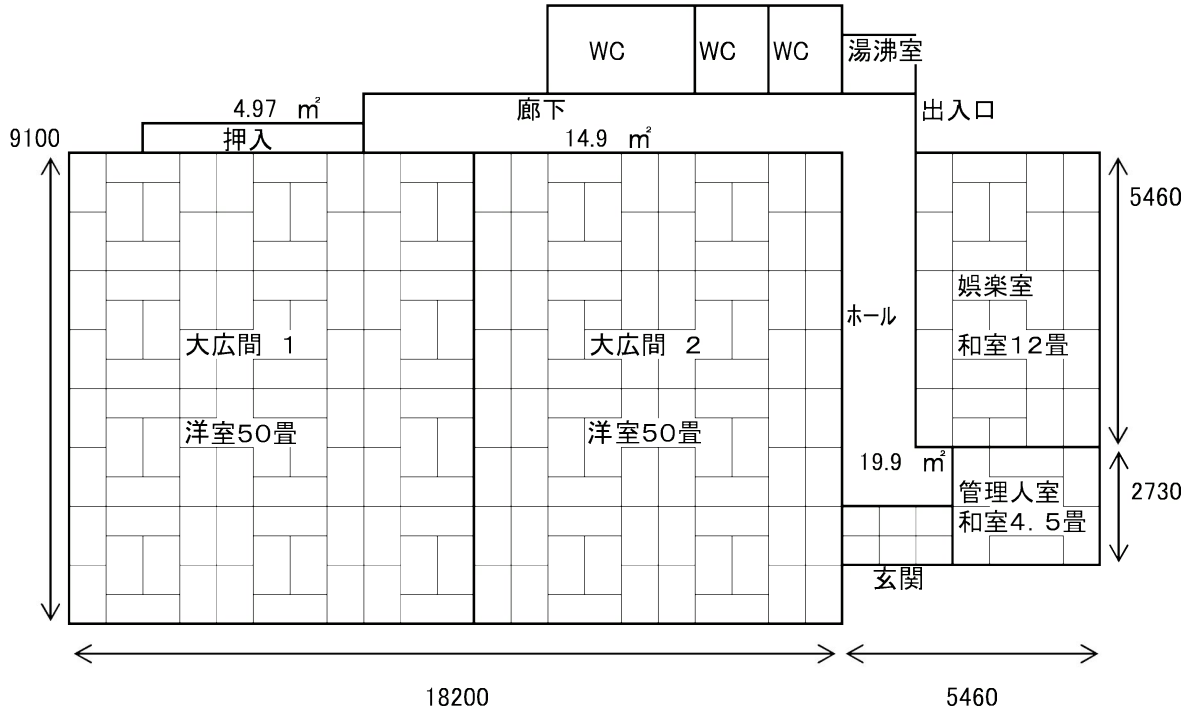 WC
WC
WC
湯沸室
4.97 ㎡
廊下
出入口
9100
押入
14.9 ㎡
5460
娯楽室
ホール
大広間 1
大広間 2
和室12畳
洋室50畳
洋室50畳
19.9 ㎡
管理人室
2730
和室4.5畳
玄関
18200
5460